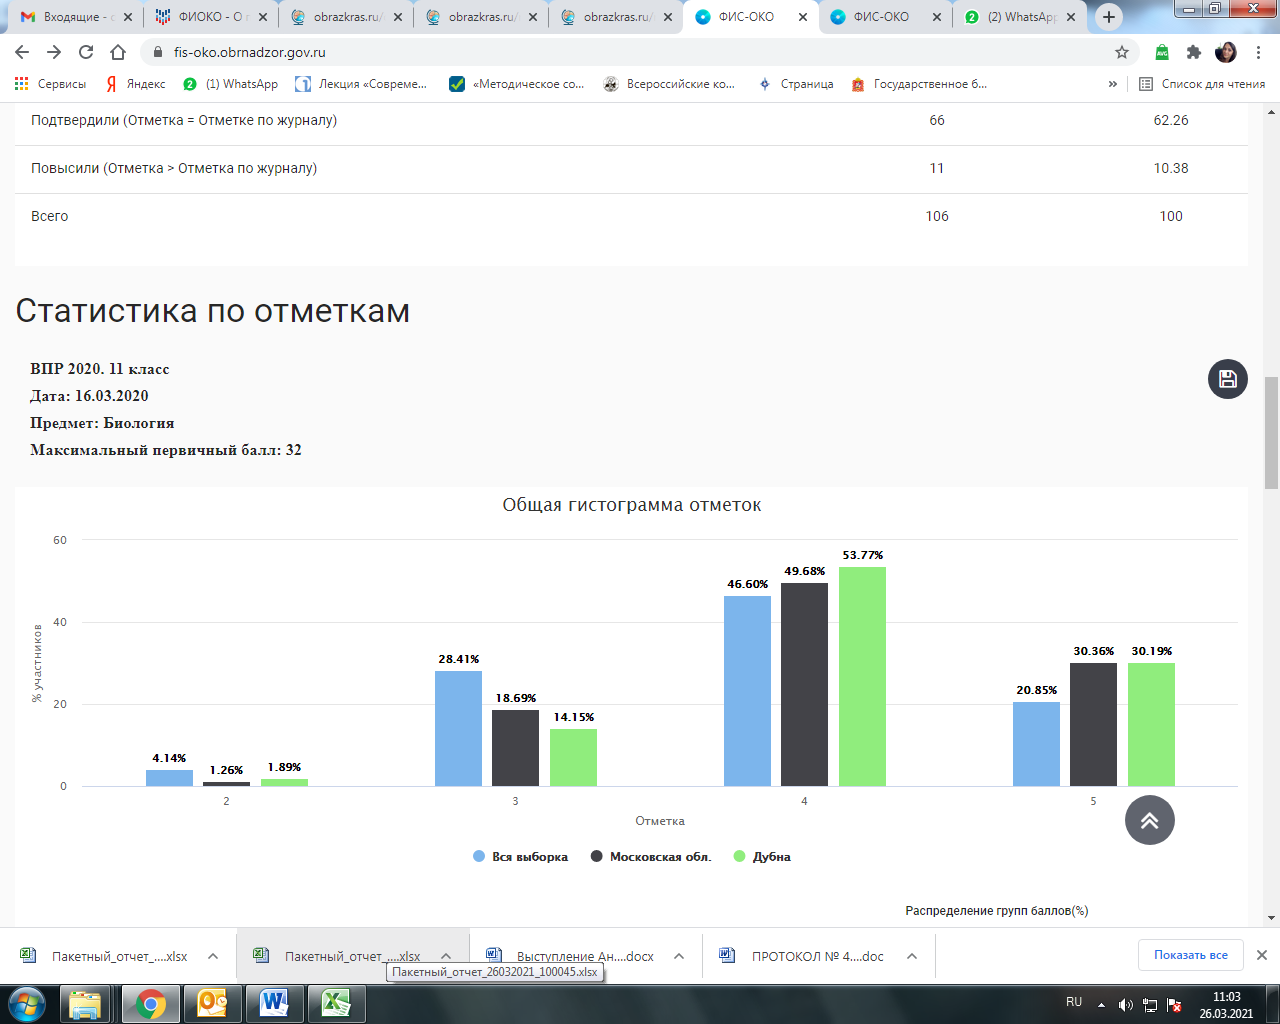 Входящие - с
ФИОКО - О п
obrazkras.ru/
obrazkras.ru/
obrazkras.ru/
ФИС-ОКО
ФИС-ОКО
(2) WhatsApp
fis-oko.obrnadzor.gov.ru
Сервисы
Яндекс
(1) WhatsApp
Лекция «Совреме...
«Методическое со...
Всероссийские ко...
Страница
Государственное б...
»
Список для чтения
Подтвердили (Отметка = Отметке по журналу) 66 62.26
Повысили (Отметка > Отметка по журналу) 11 10.38
Всего 106 100
Статистика по отметкам
ВПР 2020. 11 класс
Дата: 16.03.2020
Предмет: Биология
Максимальный первичный балл: 32
Общая гистограмма отметок
% участников
60
40
20
0
4.14% 1.26% 1.89%
28.41% 18.69% 14.15%
46.60% 49.68% 53.77%
20.85% 30.36% 30.19%
2 3 4 5
Отметка
Вся выборка Московская обл. Дубна
Распределение групп баллов(%)
Пакетный_отчет_....xlsx
Пакетный_отчет_....xlsx
Выступление Ан....docx
ПРОТОКОЛ № 4....doc
Показать все
Пакетный_отчет_26032021_100045.xlsx
RU
11:03
26.03.2021